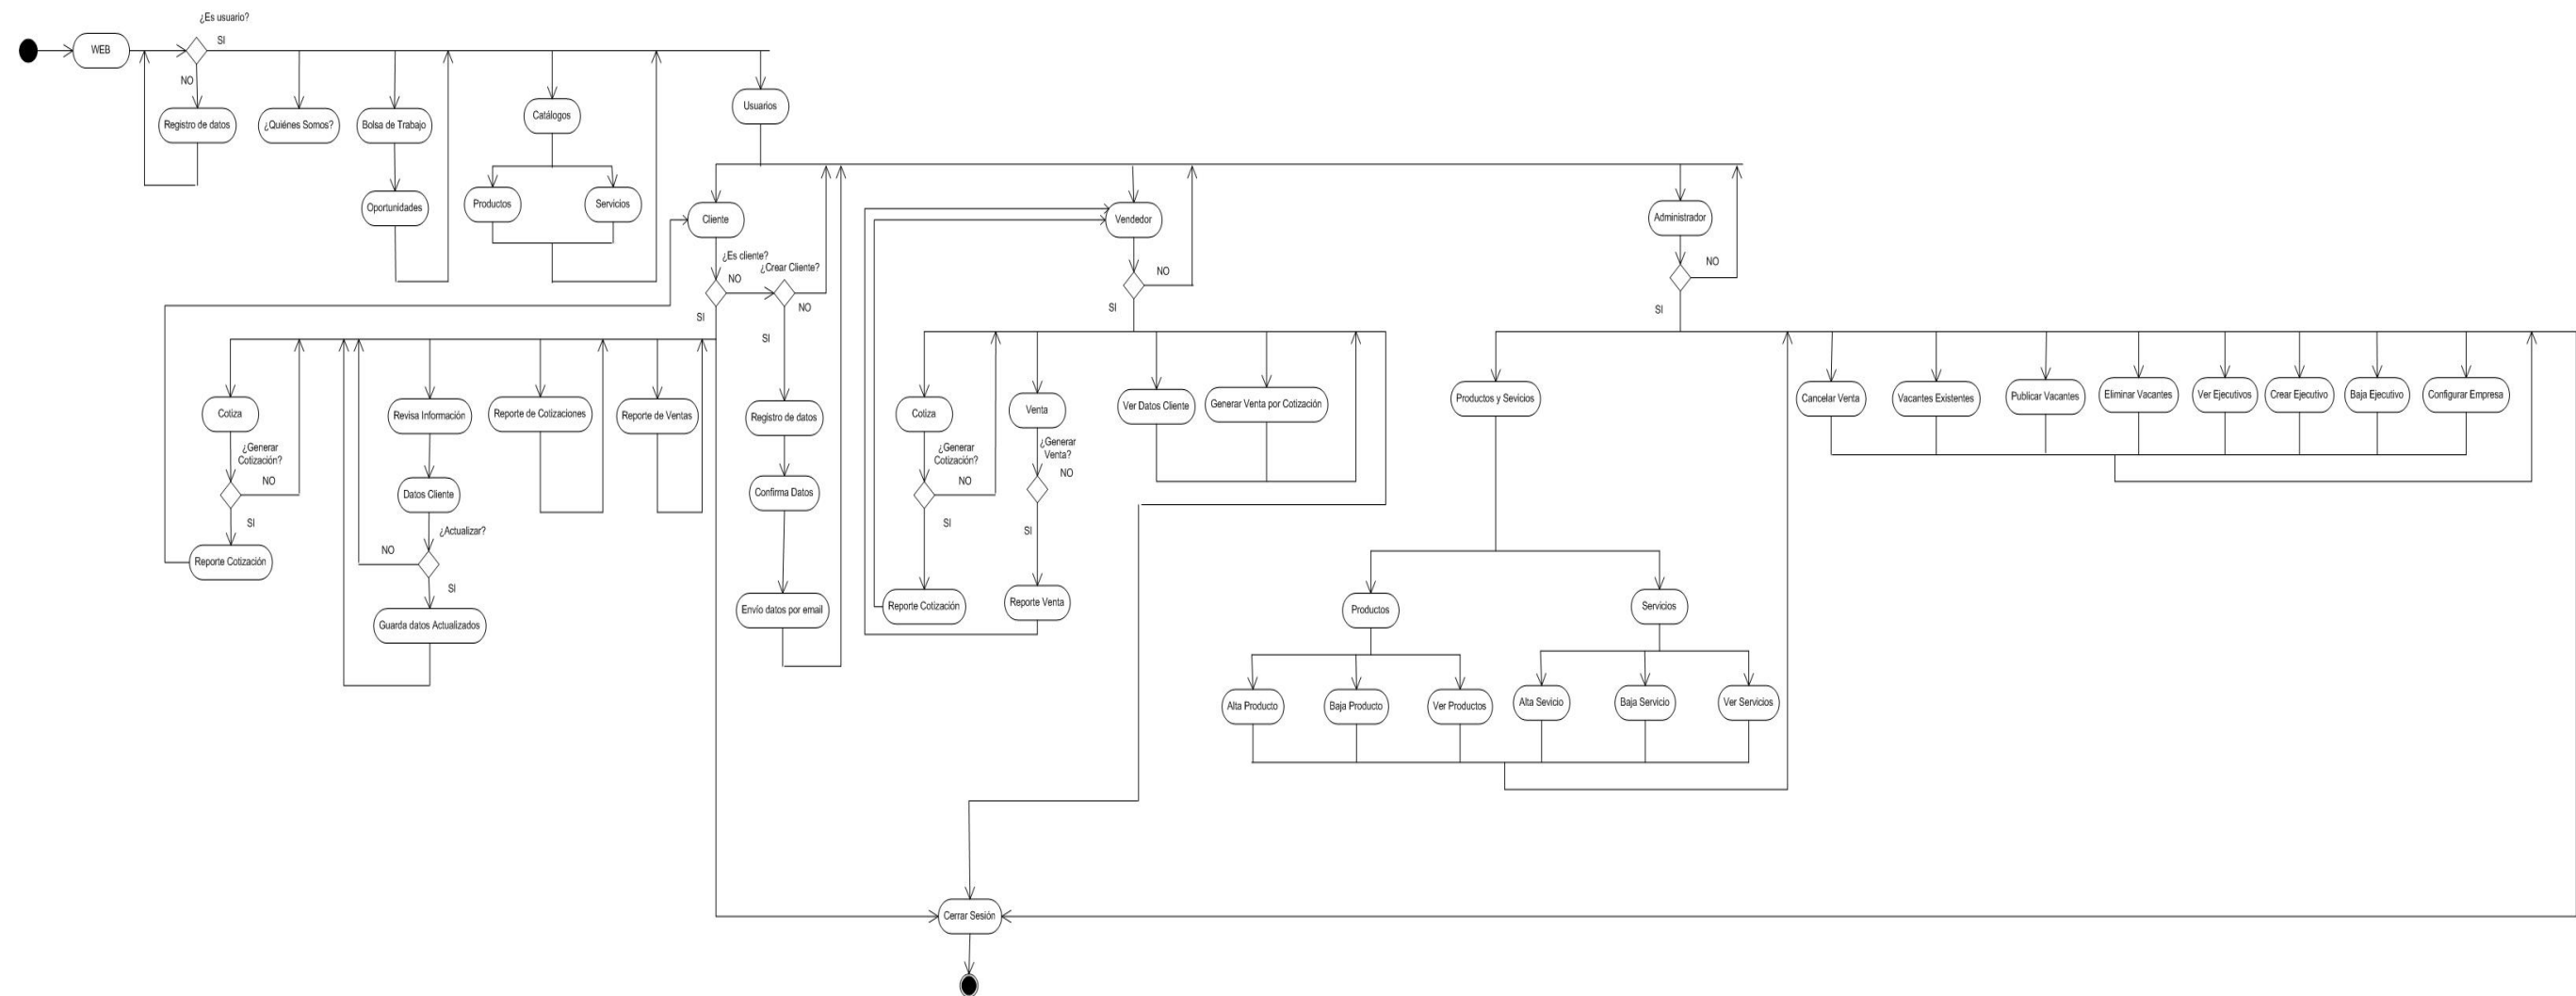 ¿Es usuario?
SI
WEB
NO
Registro de datos
¿Quiénes Somos?
Bolsa de Trabajo
Catálogos
Usuarios
Oportunidades
Productos
Servicios
Cliente
Vendedor
Administrador
¿Es cliente?
NO
¿Crear Cliente?
NO
SI
SI
NO
SI
NO
SI
Cotiza
¿Generar
Cotización?
NO
SI
Reporte Cotización
Revisa Información
Datos Cliente
¿Actualizar?
NO
SI
Guarda datos Actualizados
Reporte de Cotizaciones
Reporte de Ventas
Registro de datos
Confirma Datos
Envío datos por email
Cotiza
¿Generar
Cotización?
NO
SI
Reporte Cotización
Venta
¿Generar
Venta?
NO
SI
Reporte Venta
Ver Datos Cliente
Generar Venta por Cotización
Productos y Sevicios
Cancelar Venta
Vacantes Existentes
Publicar Vacantes
Eliminar Vacantes
Ver Ejecutivos
Crear Ejecutivo
Baja Ejecutivo
Configurar Empresa
Productos
Servicios
Alta Producto
Baja Producto
Ver Productos
Alta Sevicio
Baja Servicio
Ver Servicios
Cerrar Sesión